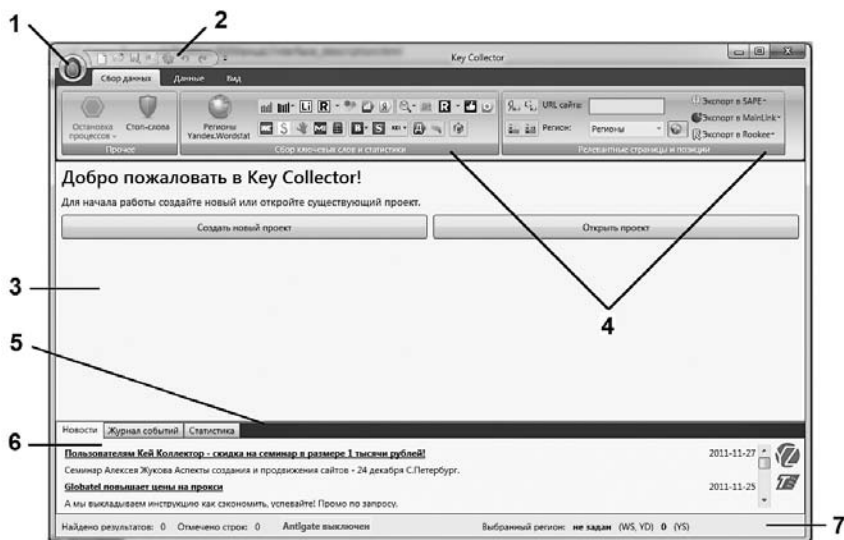 1
2
Key Collector
Сбор данных Данные Вид
Остановка процессов
Стоп-слова
Прочее
Регионы Yandex.Wordstat
Сбор ключевых слов и статистики
URL сайта:
Регион: Регионы
Экспорт в SAPE
Экспорт в MainLink
Экспорт в Rookee
Релевантные страницы и позиции
Добро пожаловать в Key Collector!
Для начала работы создайте новый или откройте существующий проект.
Создать новый проект Открыть проект
3
4
5
Новости Журнал событий Статистика
6
Пользователям Кей Коллектор - скидка на семинар в размере 1 тысячи рублей! 2011-11-27
Семинар Алексея Жукова Аспекты создания и продвижения сайтов - 24 декабря С.Петербург.
Globatel повышает цены на прокси 2011-11-25
А мы выкладываем инструкцию как сэкономить, успевайте! Промо по запросу.
Найдено результатов: 0 Отмечено строк: 0 Antigate выключен Выбранный регион: не задан (WS, YD) 0 (YS)
7